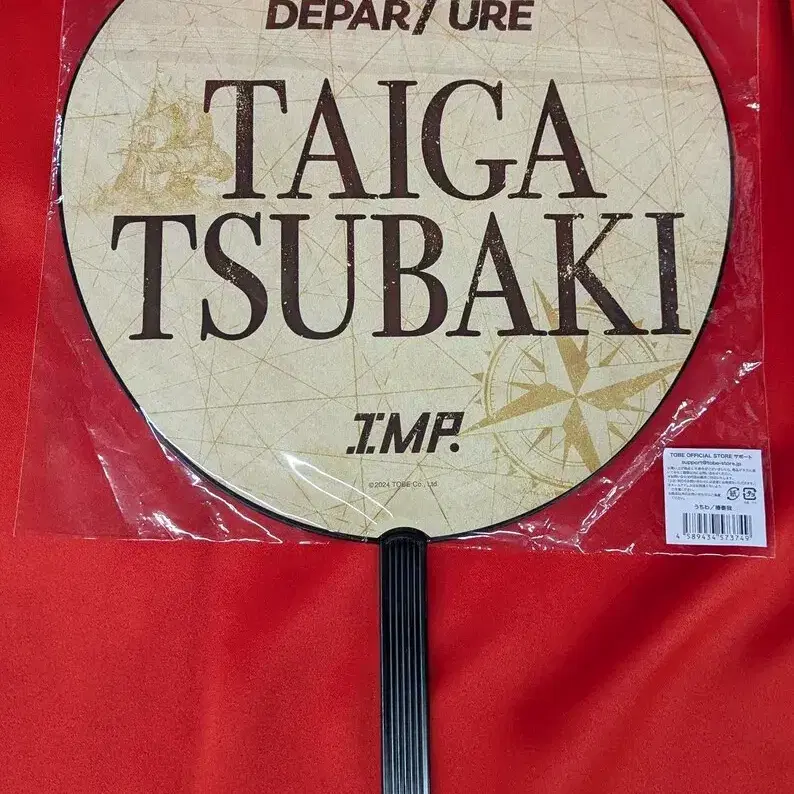 DEPAR/URE
TAIGA
TSUBAKI
IMP.
©2024 TOBE Co., Ltd.
TOBE OFFICIAL STORE サポート
support@tobe-store.jp
うちわ/椿泰我
4 589434 573749